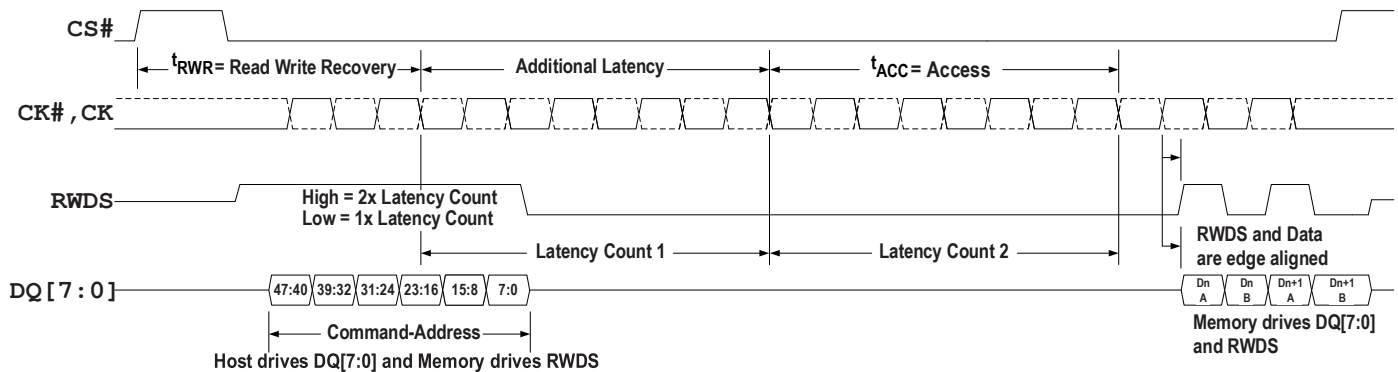 CS#
tRWR= Read Write Recovery
Additional Latency
tACC= Access
CK#,CK
RWDS
High = 2x Latency Count
Low = 1x Latency Count
Latency Count 1
Latency Count 2
RWDS and Data
are edge aligned
DQ[7:0]
47:40
39:32
31:24
23:16
15:8
7:0
Dn
A
Dn
B
Dn+1
A
Dn+1
B
Command-Address
Memory drives DQ[7:0]
and RWDS
Host drives DQ[7:0] and Memory drives RWDS